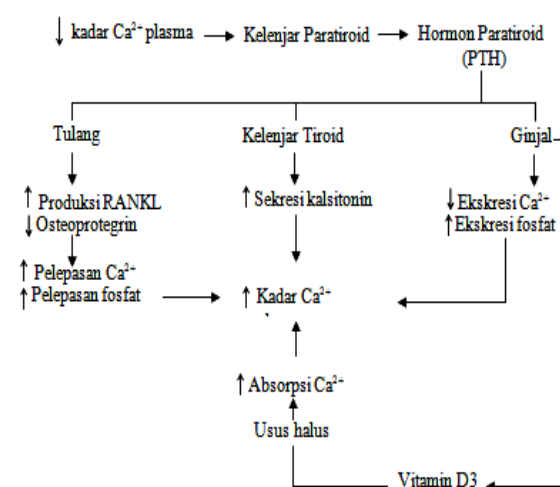 ↓ kadar Ca²⁺ plasma → Kelenjar Paratiroid → Hormon Paratiroid
(PTH)
Tulang
Kelenjar Tiroid
Ginjal
↑ Produksi RANKL
↓ Osteoprotegrin
↑ Sekresi kalsitonin
↓ Ekskresi Ca²⁺
↑ Ekskresi fosfat
↑ Pelepasan Ca²⁺
↑ Pelepasan fosfat
↑ Kadar Ca²⁺
↑ Absorpsi Ca²⁺
Usus halus
Vitamin D3